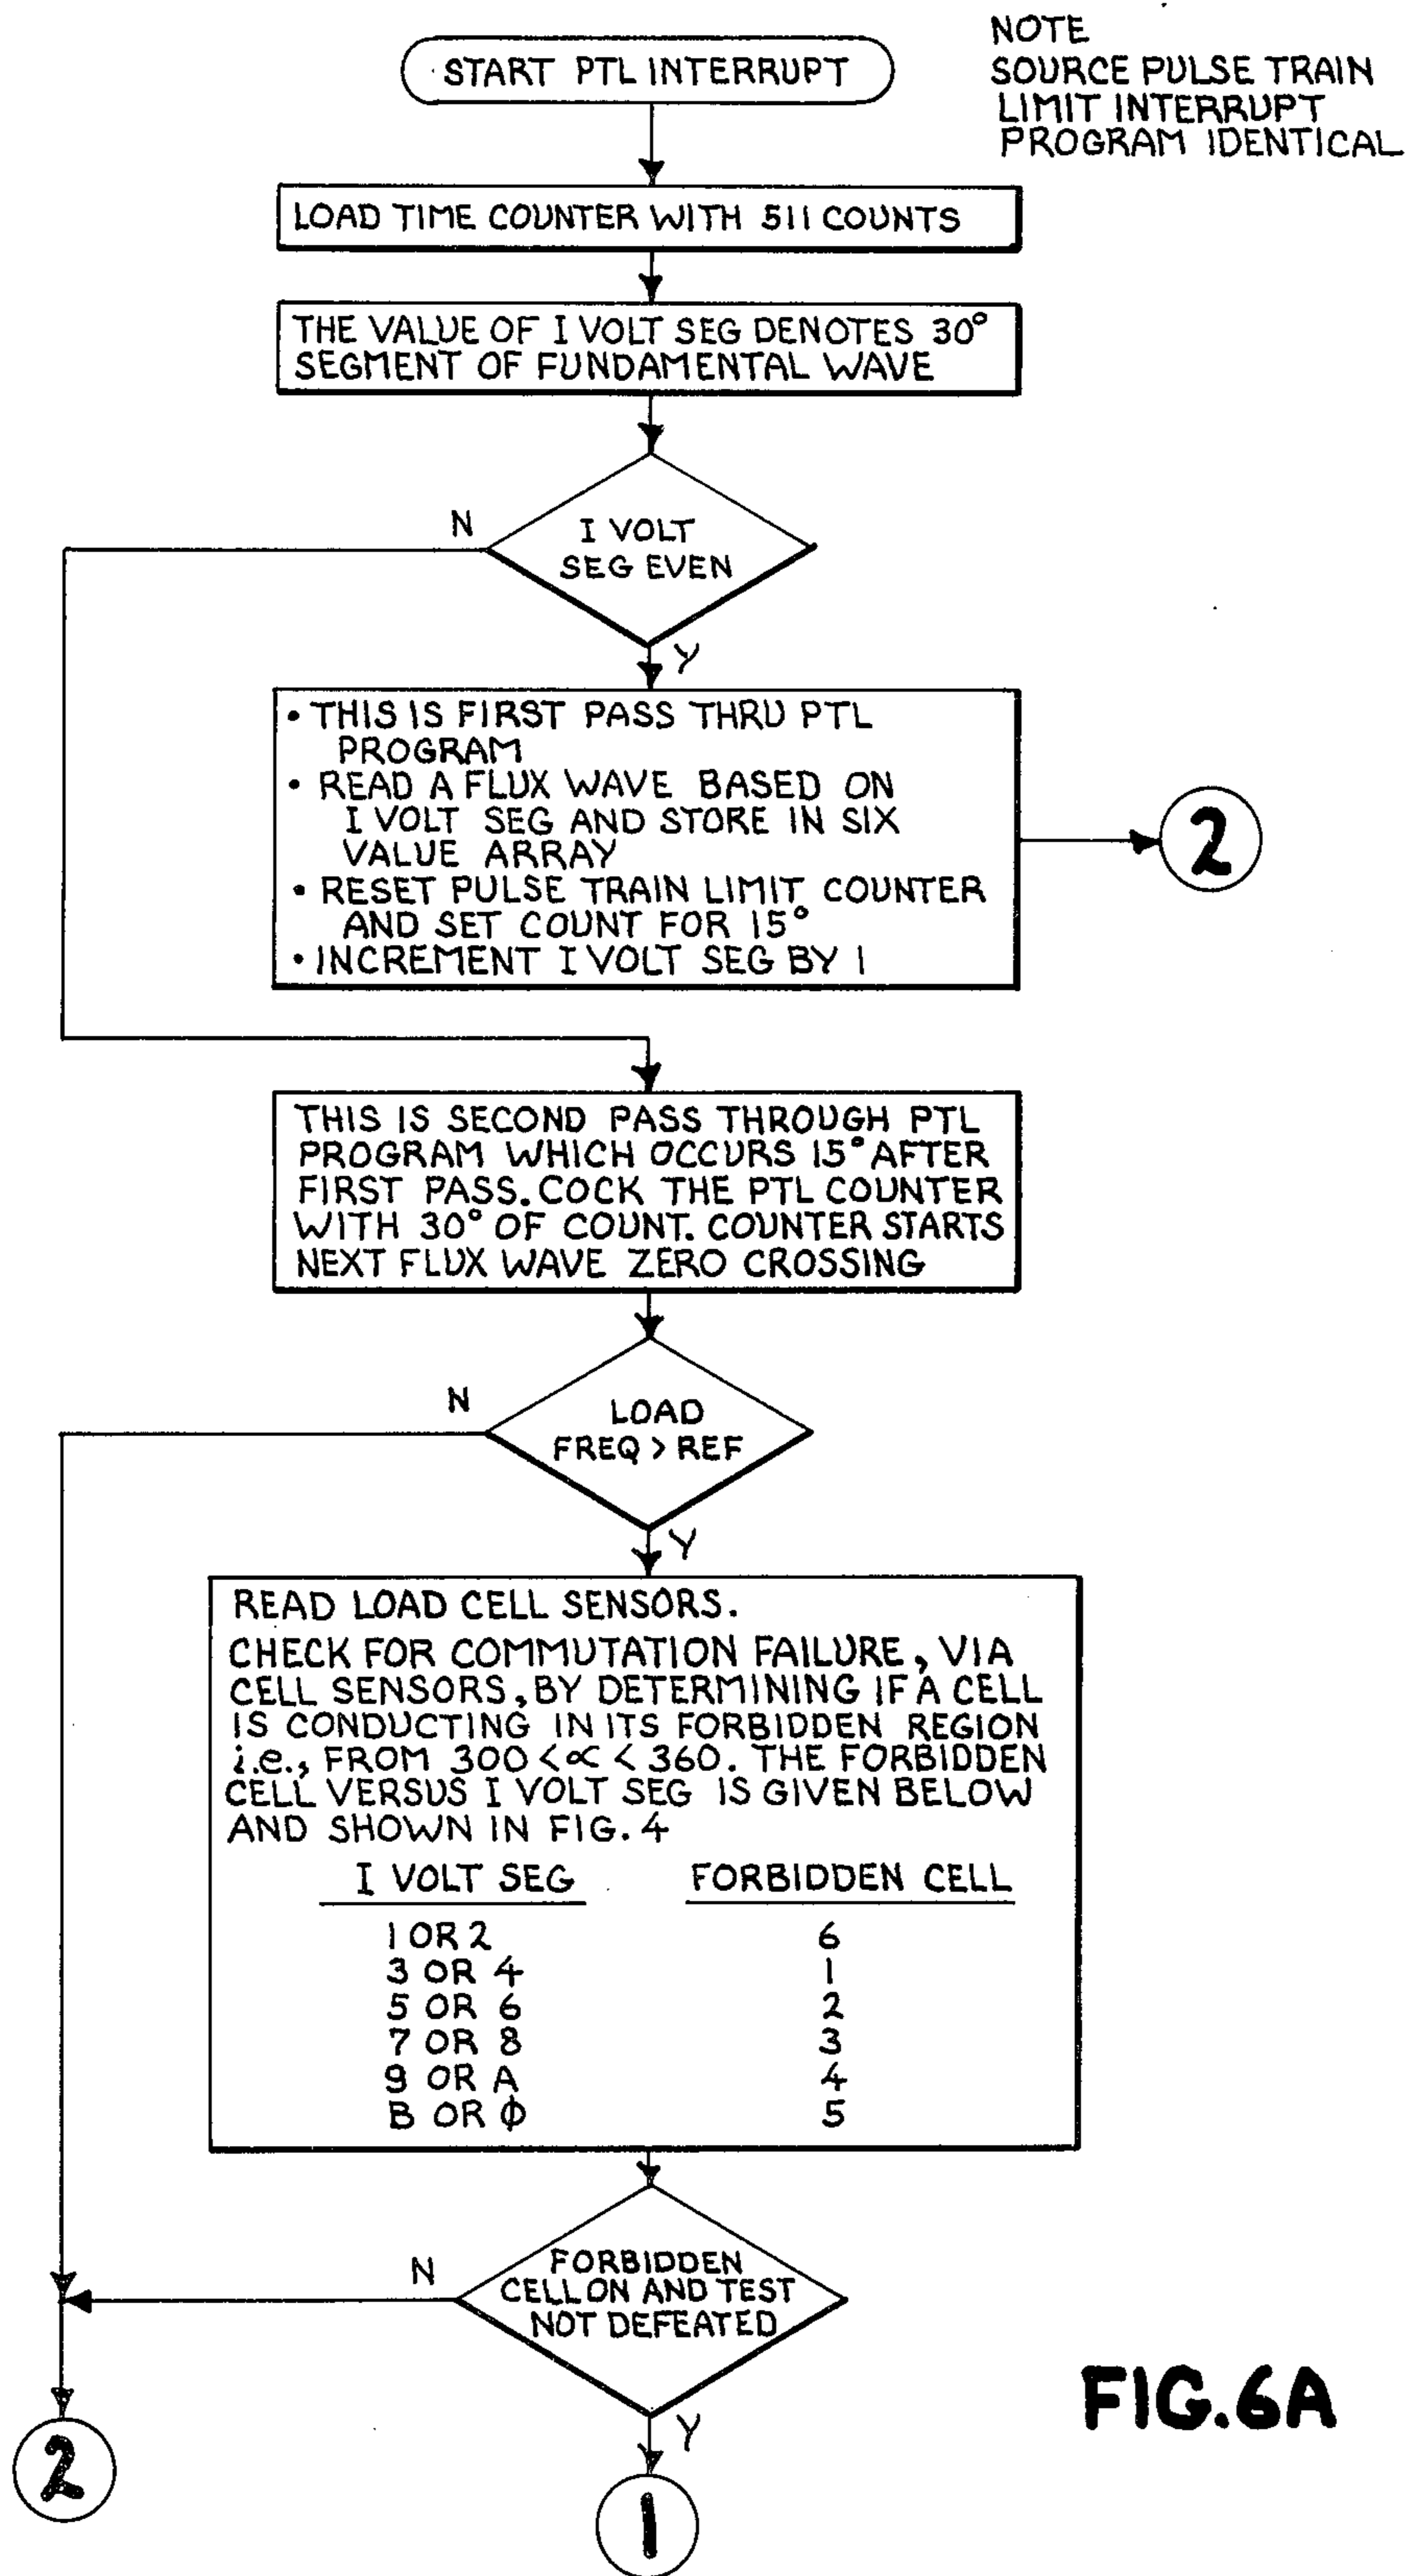 NOTE
SOURCE PULSE TRAIN
LIMIT INTERRUPT
PROGRAM IDENTICAL
START PTL INTERRUPT
LOAD TIME COUNTER WITH 511 COUNTS
THE VALUE OF I VOLT SEG DENOTES 30°
SEGMENT OF FUNDAMENTAL WAVE
I VOLT
SEG EVEN
N
Y
• THIS IS FIRST PASS THRU PTL
PROGRAM
• READ A FLUX WAVE BASED ON
I VOLT SEG AND STORE IN SIX
VALUE ARRAY
• RESET PULSE TRAIN LIMIT COUNTER
AND SET COUNT FOR 15°
• INCREMENT I VOLT SEG BY 1
2
THIS IS SECOND PASS THROUGH PTL
PROGRAM WHICH OCCURS 15° AFTER
FIRST PASS. COCK THE PTL COUNTER
WITH 30° OF COUNT. COUNTER STARTS
NEXT FLUX WAVE ZERO CROSSING
N
LOAD
FREQ > REF
Y
READ LOAD CELL SENSORS.
CHECK FOR COMMUTATION FAILURE, VIA
CELL SENSORS, BY DETERMINING IF A CELL
IS CONDUCTING IN ITS FORBIDDEN REGION
i.e., FROM 300 < ∝ < 360. THE FORBIDDEN
CELL VERSUS I VOLT SEG IS GIVEN BELOW
AND SHOWN IN FIG. 4
I VOLT SEG FORBIDDEN CELL
1 OR 2 6
3 OR 4 1
5 OR 6 2
7 OR 8 3
9 OR A 4
B OR ϕ 5
N
FORBIDDEN
CELL ON AND TEST
NOT DEFEATED
Y
2
1
FIG. 6A